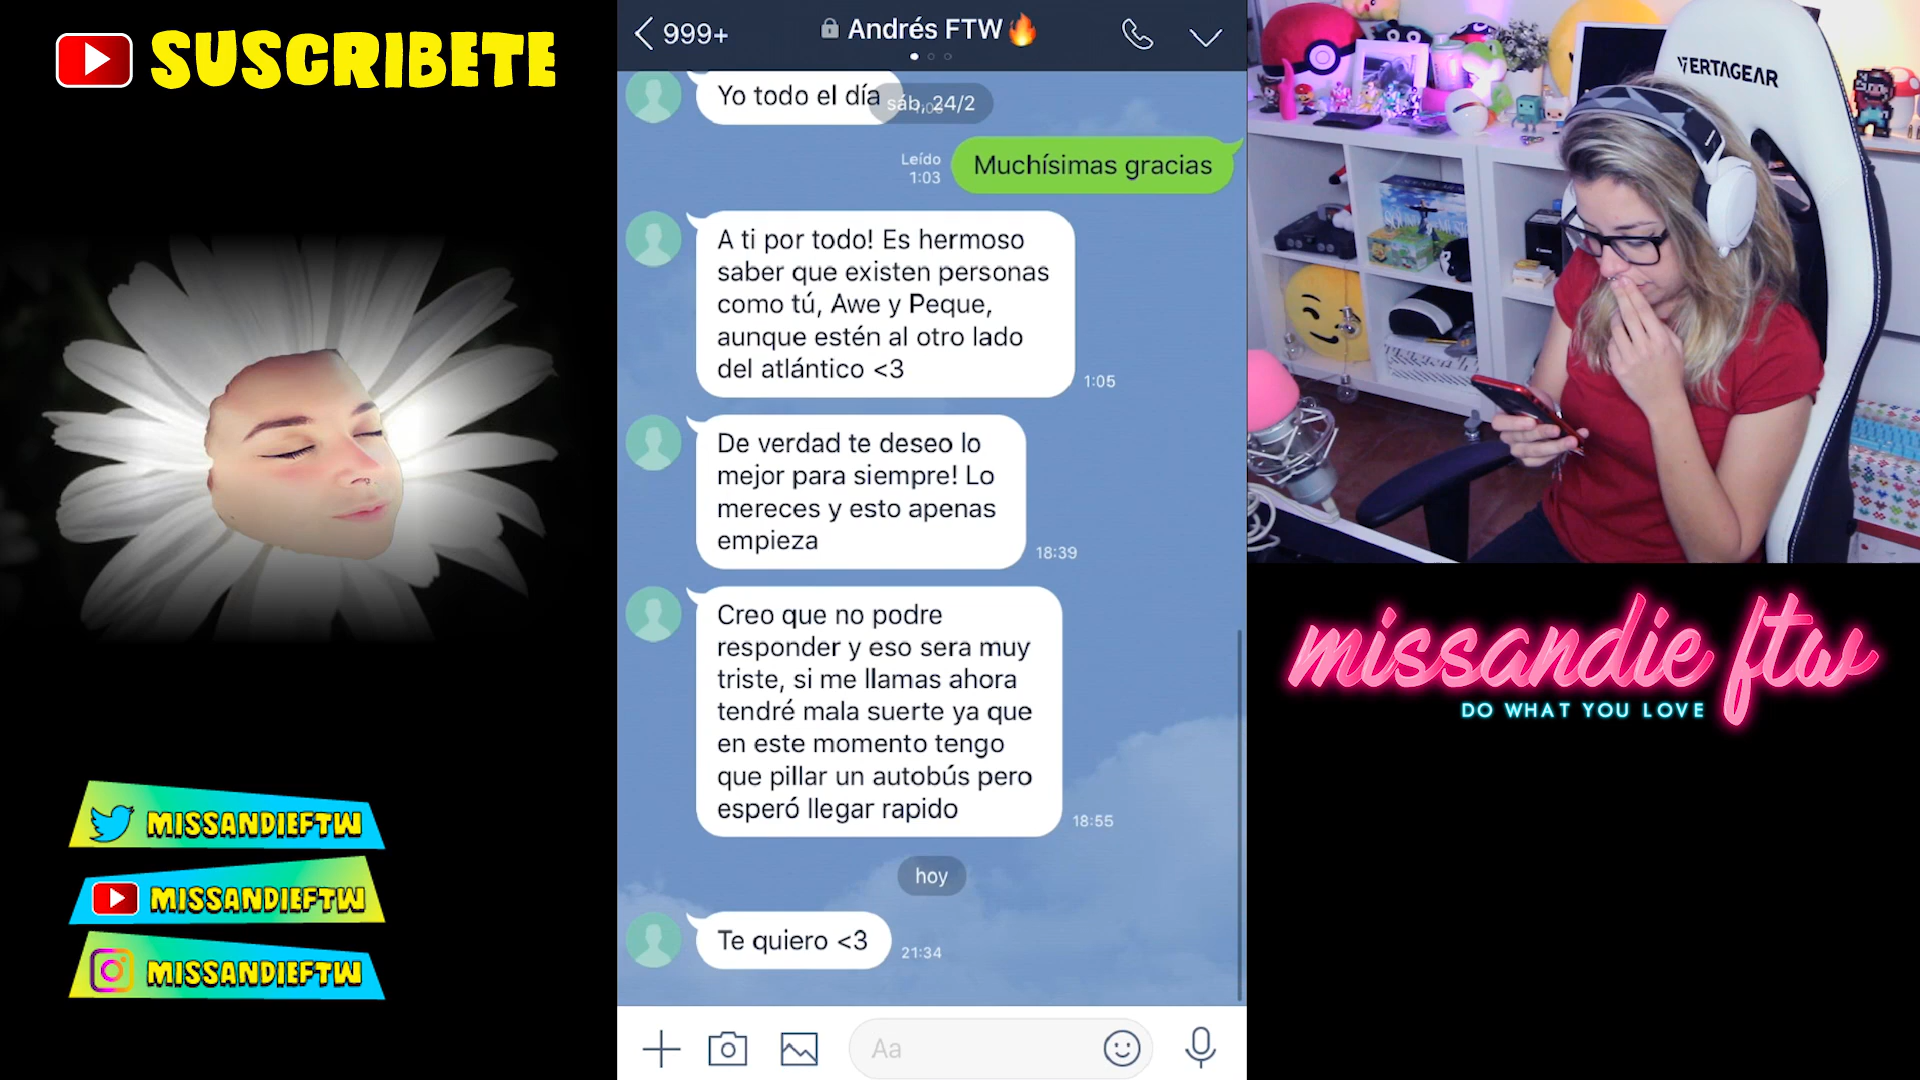 SUSCRIBETE
MISSANDIEFTW
MISSANDIEFTW
MISSANDIEFTW
999+
Andrés FTW🔥
Yo todo el día
sáb, 24/2
Leído
1:03
Muchísimas gracias
A ti por todo! Es hermoso
saber que existen personas
como tú, Awe y Peque,
aunque estén al otro lado
del atlántico <3
1:05
De verdad te deseo lo
mejor para siempre! Lo
mereces y esto apenas
empieza
18:39
Creo que no podre
responder y eso sera muy
triste, si me llamas ahora
tendré mala suerte ya que
en este momento tengo
que pillar un autobús pero
esperó llegar rapido
18:55
hoy
Te quiero <3
21:34
Aa
VERTAGEAR
missandie ftw
DO WHAT YOU LOVE